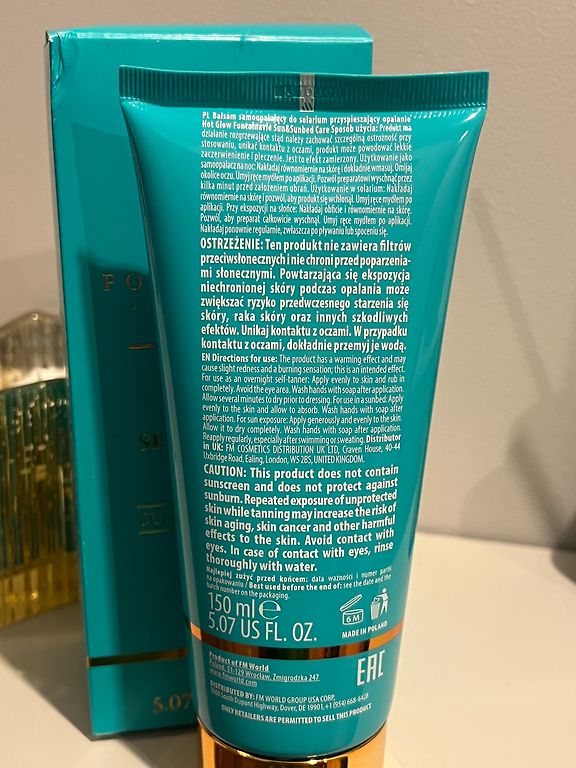 PL Balsam samoopalający do solarium przyspieszający opalanie
Hot Glow Fontainavie Sun&Sunbed Care Sposób użycia: Produkt ma
działanie rozgrzewające stąd należy zachować szczególną ostrożność przy
stosowaniu, unikać kontaktu z oczami, produkt może powodować lekkie
zaczerwienienie i pieczenie. Jest to efekt zamierzony. Użytkowanie jako
samoopalacz na noc: Nakładaj równomiernie na skórę i dokładnie wmasuj. Omijaj
okolice oczu. Umyj ręce mydłem po aplikacji. Pozwól preparatowi wyschnąć przez
kilka minut przed założeniem ubrań. Użytkowanie w solarium: Nakładaj
równomiernie na skórę i pozwól, aby produkt się wchłonął. Umyj ręce mydłem po
aplikacji. Przy ekspozycji na słońce: Nakładaj obficie i równomiernie na skórę.
Pozwól, aby preparat całkowicie wyschnął. Umyj ręce mydłem po aplikacji.
Nakładaj ponownie regularnie, zwłaszcza po pływaniu lub spoceniu się.
OSTRZEŻENIE: Ten produkt nie zawiera filtrów
przeciwsłonecznych i nie chroni przed poparzenia-
mi słonecznymi. Powtarzająca się ekspozycja
niechronionej skóry podczas opalania może
zwiększać ryzyko przedwczesnego starzenia się
skóry, raka skóry oraz innych szkodliwych
efektów. Unikaj kontaktu z oczami. W przypadku
kontaktu z oczami, dokładnie przemyj je wodą.
EN Directions for use: The product has a warming effect and may
cause slight redness and a burning sensation; this is an intended effect.
For use as an overnight self-tanner: Apply evenly to skin and rub in
completely. Avoid the eye area. Wash hands with soap after application.
Allow several minutes to dry prior to dressing. For use in a sunbed: Apply
evenly to the skin and allow to absorb. Wash hands with soap after
application. For sun exposure: Apply generously and evenly to the skin.
Allow it to dry completely. Wash hands with soap after application.
Reapply regularly, especially after swimming or sweating. Distributor
in UK: FM COSMETICS DISTRIBUTION UK LTD, Craven House, 40-44
Uxbridge Road, Ealing, London, W5 2BS, UNITED KINGDOM.
CAUTION: This product does not contain
sunscreen and does not protect against
sunburn. Repeated exposure of unprotected
skin while tanning may increase the risk of
skin aging, skin cancer and other harmful
effects to the skin. Avoid contact with
eyes. In case of contact with eyes, rinse
thoroughly with water.
Najlepiej zużyć przed końcem: data ważności i numer partii
na opakowaniu / Best used before the end of: see the date and the
batch number on the packaging.
150 ml e
5.07 US FL. OZ.
6 M
MADE IN POLAND
Product of FM World
Poland, 51-129 Wrocław, Żmigrodzka 247
www.fmworld.com
EAC
DISTRIBUTED BY: FM WORLD GROUP USA CORP.
8000 South Dupont Highway, Dover, DE 19901, +1 (954) 668-6428
ONLY RETAILERS ARE PERMITTED TO SELL THIS PRODUCT
FO
SUN
5.07